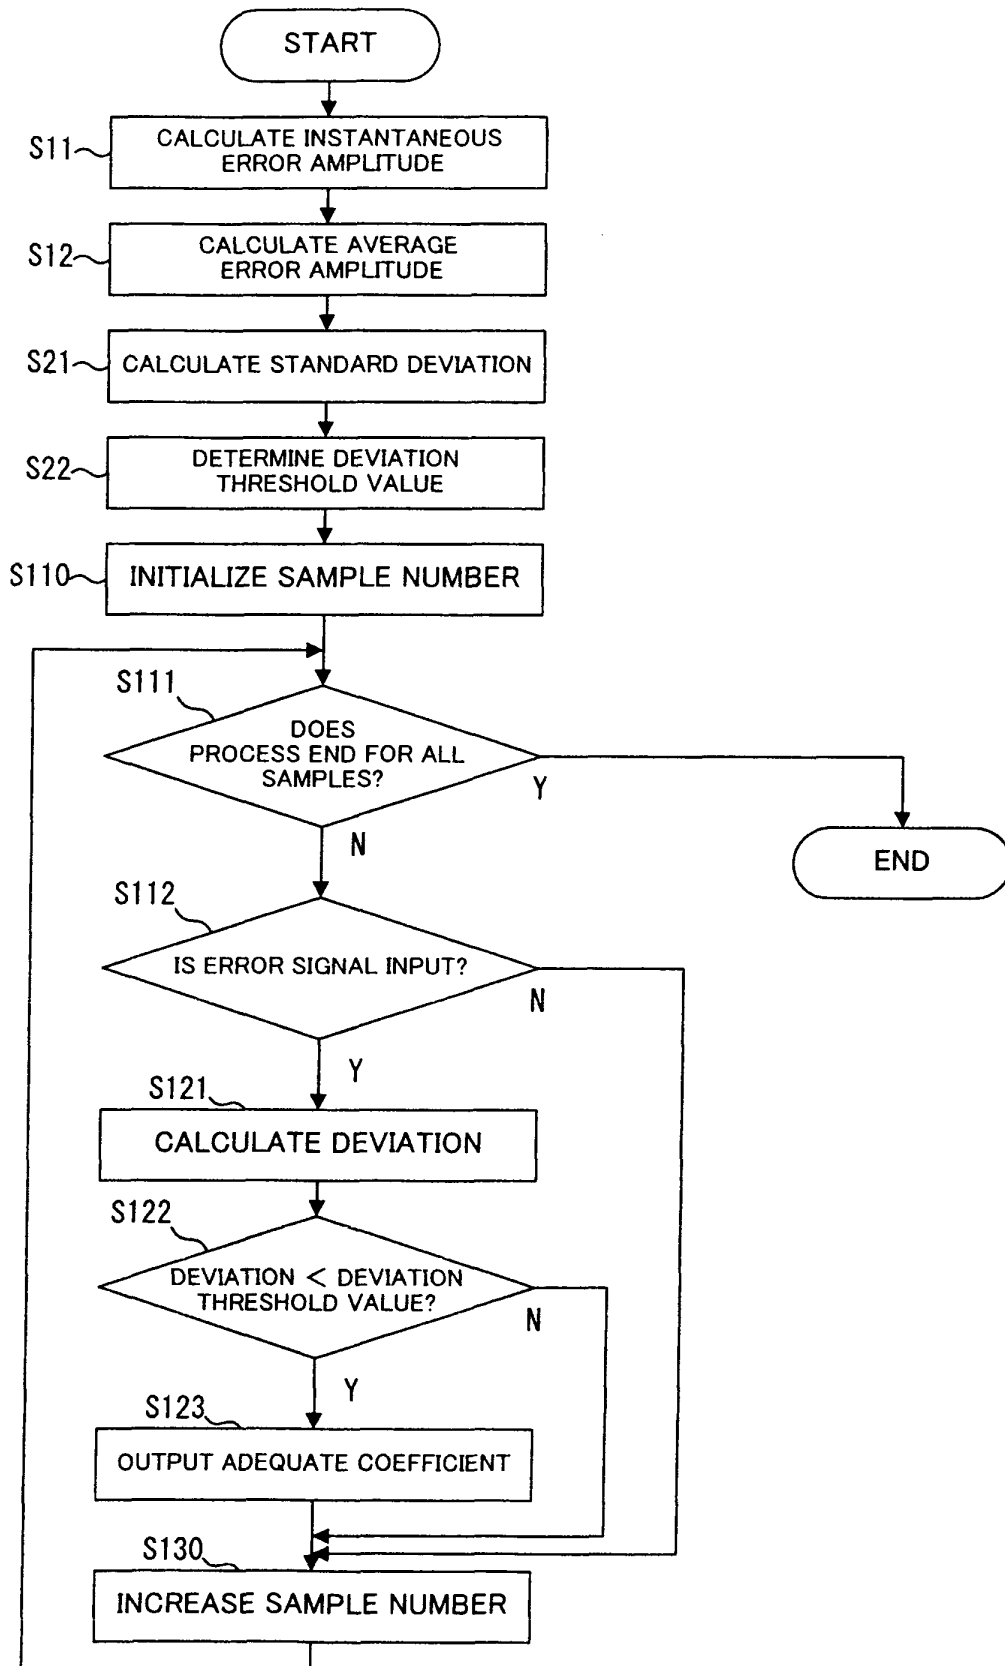 START
S11
CALCULATE INSTANTANEOUS
ERROR AMPLITUDE
S12
CALCULATE AVERAGE
ERROR AMPLITUDE
S21
CALCULATE STANDARD DEVIATION
S22
DETERMINE DEVIATION
THRESHOLD VALUE
S110
INITIALIZE SAMPLE NUMBER
S111
DOES
PROCESS END FOR ALL
SAMPLES?
Y
N
END
S112
IS ERROR SIGNAL INPUT?
N
Y
S121
CALCULATE DEVIATION
S122
DEVIATION < DEVIATION
THRESHOLD VALUE?
N
Y
S123
OUTPUT ADEQUATE COEFFICIENT
S130
INCREASE SAMPLE NUMBER